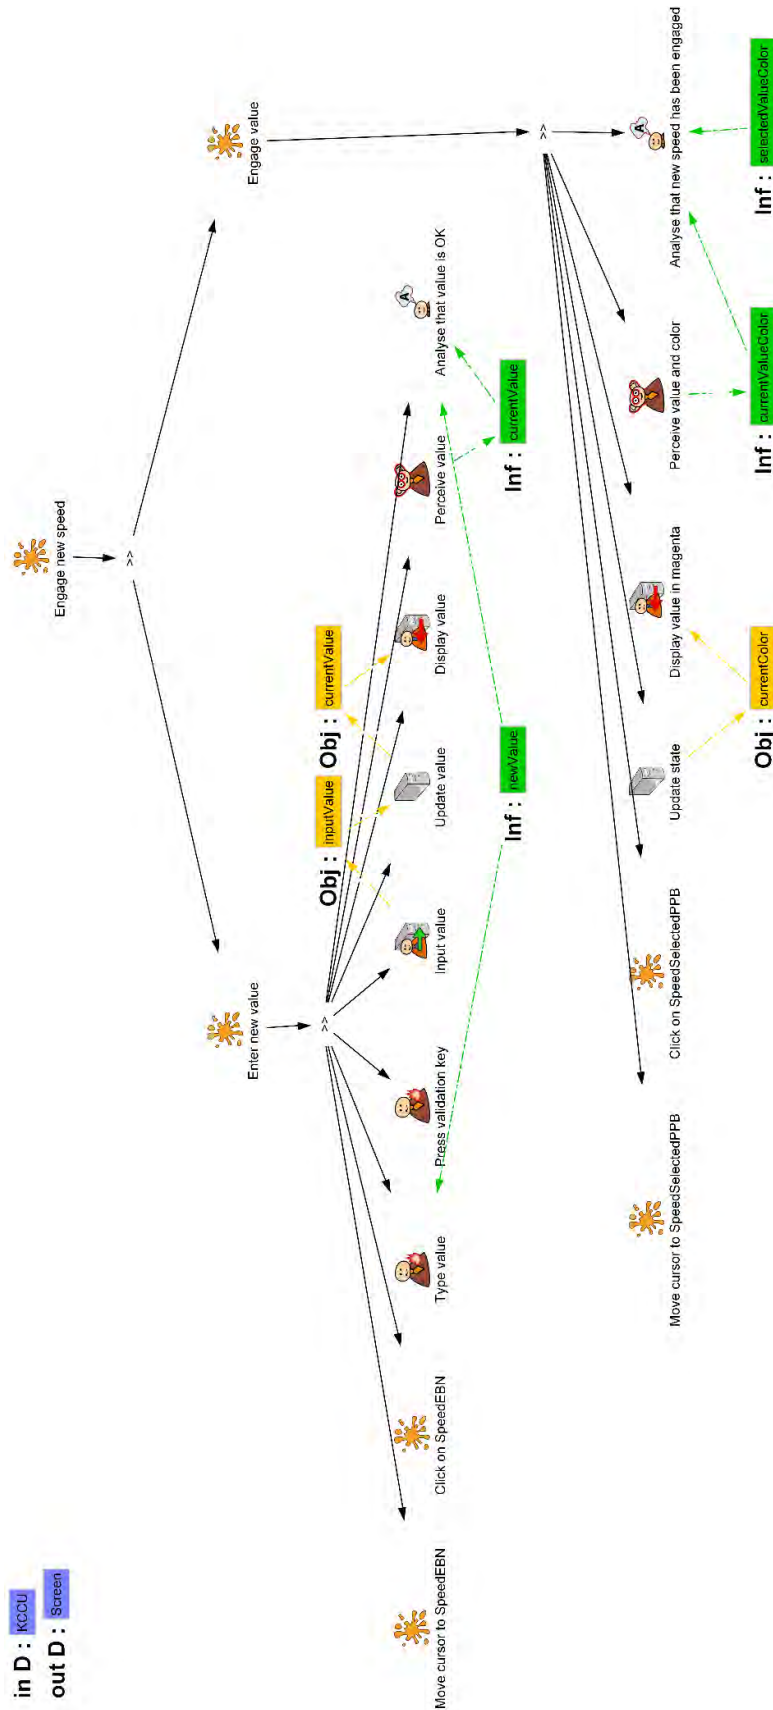 in D : KCCU
out D : Screen
Engage new speed
>>
Enter new value
Engage value
>>
Obj : inputValue
Obj : currentValue
Move cursor to SpeedEBN
Click on SpeedEBN
Type value
Press validation key
Input value
Update value
Display value
Perceive value
Analyse that value is OK
Inf : newValue
Inf : currentValue
>>
Move cursor to SpeedSelectedPPB
Click on SpeedSelectedPPB
Update state
Display value in magenta
Perceive value and color
Analyse that new speed has been engaged
Obj : currentColor
Inf : currentValueColor
Inf : selectedValueColor
A
A